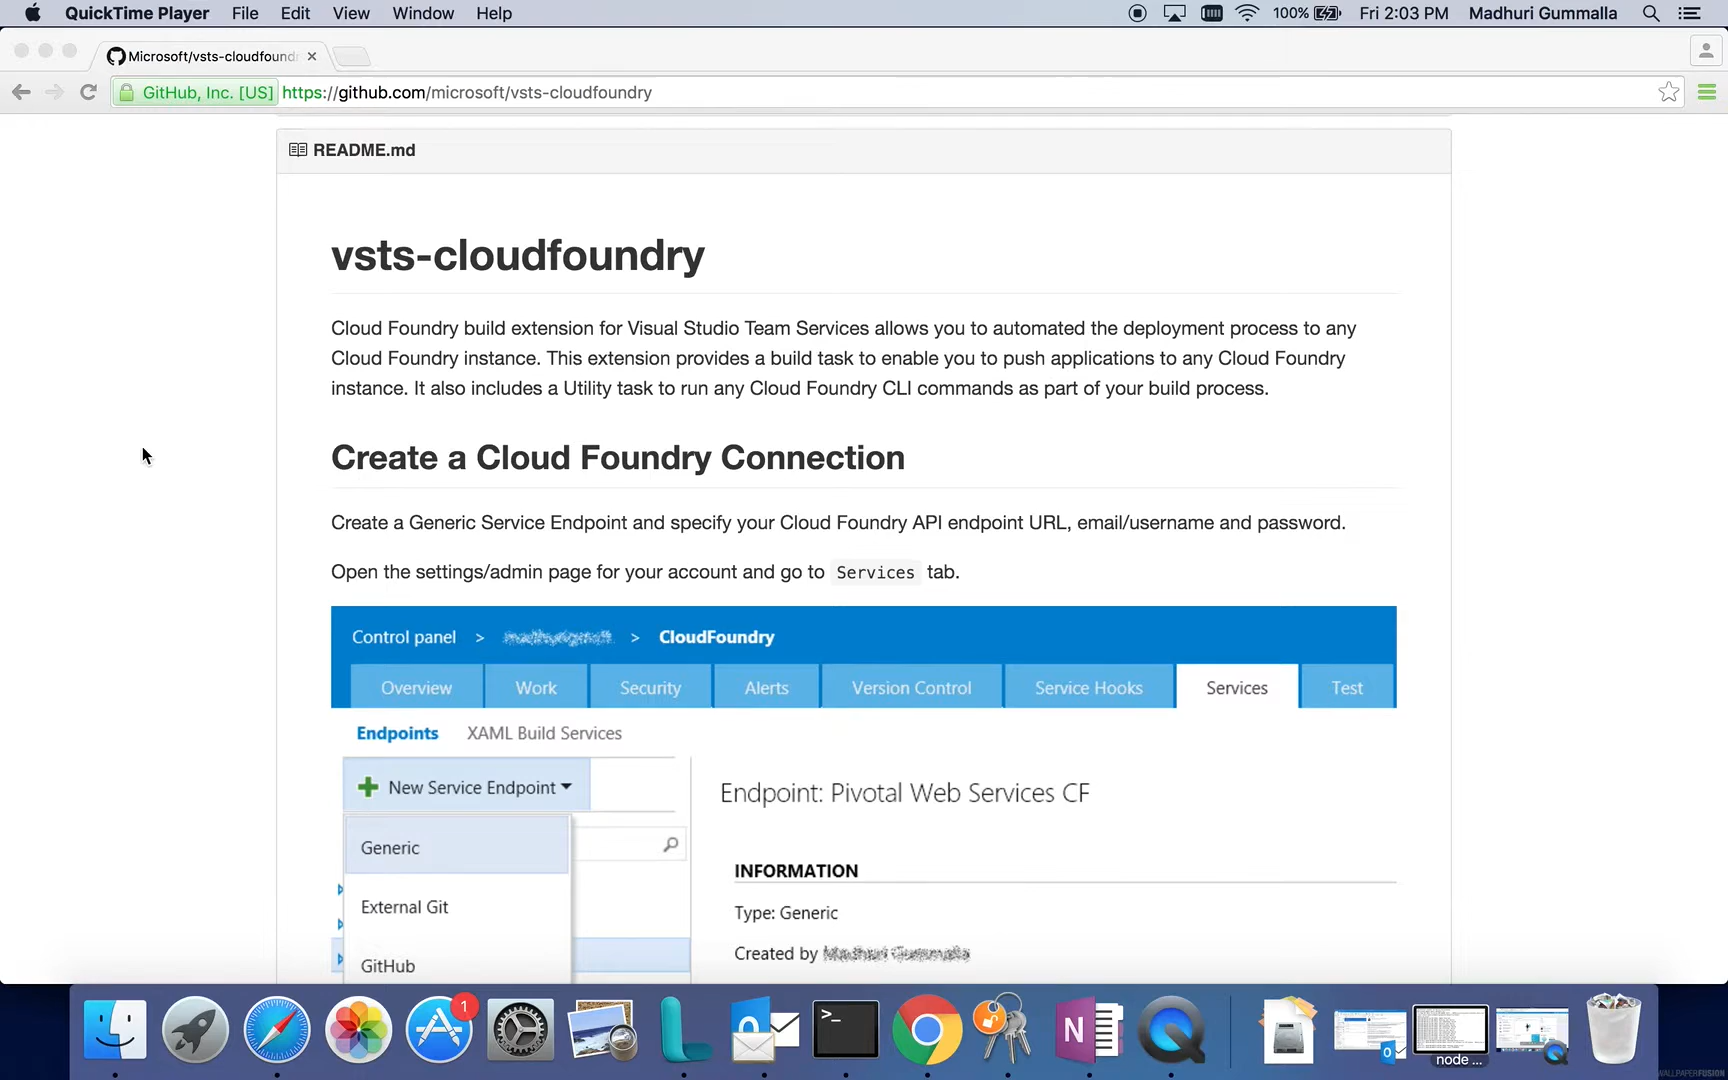 QuickTime Player File Edit View Window Help 100% Fri 2:03 PM Madhuri Gummalla
Microsoft/vsts-cloudfound
GitHub, Inc. [US] https://github.com/microsoft/vsts-cloudfoundry
README.md
vsts-cloudfoundry
Cloud Foundry build extension for Visual Studio Team Services allows you to automated the deployment process to any
Cloud Foundry instance. This extension provides a build task to enable you to push applications to any Cloud Foundry
instance. It also includes a Utility task to run any Cloud Foundry CLI commands as part of your build process.
Create a Cloud Foundry Connection
Create a Generic Service Endpoint and specify your Cloud Foundry API endpoint URL, email/username and password.
Open the settings/admin page for your account and go to Services tab.
Control panel > > CloudFoundry
Overview Work Security Alerts Version Control Service Hooks Services Test
Endpoints XAML Build Services
New Service Endpoint
Endpoint: Pivotal Web Services CF
Generic
INFORMATION
External Git
Type: Generic
Created by
GitHub
1
>_
N
node ...